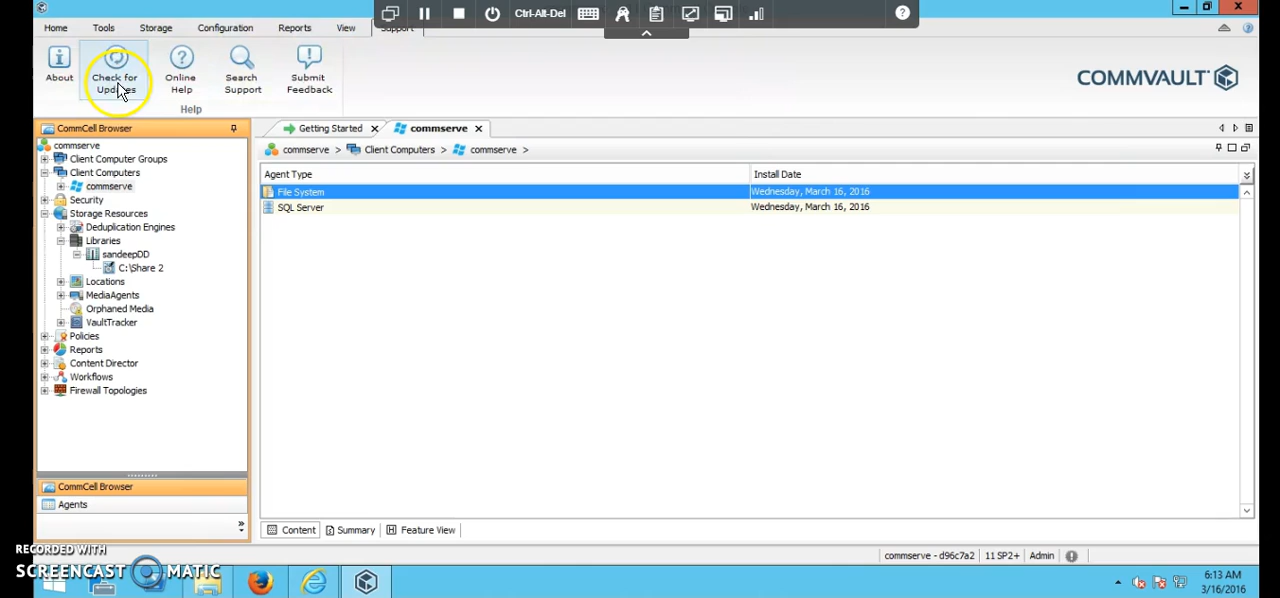 Ctrl-Alt-Del
Home Tools Storage Configuration Reports View Support
About Check for Updates Online Help Search Support Submit Feedback
Help
COMMVAULT
CommCell Browser
commserve
Client Computer Groups
Client Computers
commserve
Security
Storage Resources
Deduplication Engines
Libraries
sandeepDD
C:\Share 2
Locations
MediaAgents
Orphaned Media
VaultTracker
Policies
Reports
Content Director
Workflows
Firewall Topologies
CommCell Browser
Agents
Getting Started commserve
commserve > Client Computers > commserve >
Agent Type Install Date
File System Wednesday, March 16, 2016
SQL Server Wednesday, March 16, 2016
Content Summary Feature View
commserve - d96c7a2 11 SP2+ Admin
RECORDED WITH
SCREENCAST MATIC
6:13 AM
3/16/2016